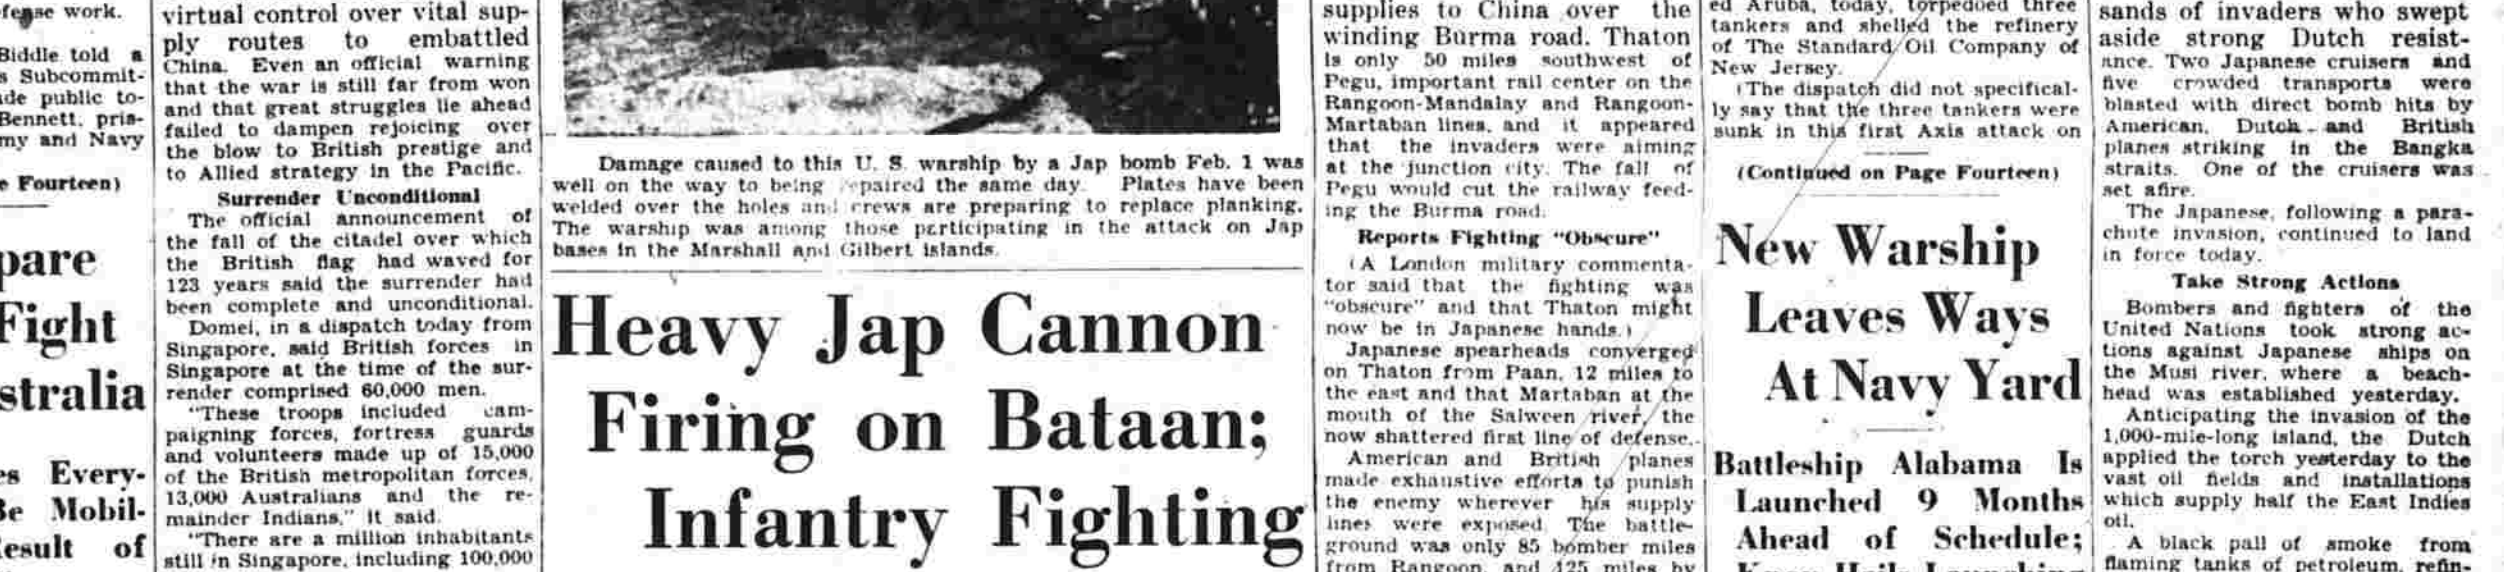 fense work.
Biddle told a
s Subcommit-
de public to-
Bennett, pris-
my and Navy
e Fourteen)
pare
Fight
stralia
es Every-
Be Mobil-
esult of
virtual control over vital sup-
ply routes to embattled
China. Even an official warning
that the war is still far from won
and that great struggles lie ahead
failed to dampen rejoicing over
the blow to British prestige and
to Allied strategy in the Pacific.
Surrender Unconditional
The official announcement of
the fall of the citadel over which
the British flag had waved for
123 years said the surrender had
been complete and unconditional.
Domei, in a dispatch today from
Singapore, said British forces in
Singapore at the time of the sur-
render comprised 60,000 men.
"These troops included cam-
paigning forces, fortress guards
and volunteers made up of 15,000
of the British metropolitan forces,
13,000 Australians and the re-
mainder Indians," it said.
"There are a million inhabitants
still in Singapore, including 100,000
Damage caused to this U. S. warship by a Jap bomb Feb. 1 was
well on the way to being repaired the same day. Plates have been
welded over the holes and crews are preparing to replace planking.
The warship was among those participating in the attack on Jap
bases in the Marshall and Gilbert islands.
Heavy Jap Cannon
Firing on Bataan;
Infantry Fighting
supplies to China over the
winding Burma road. Thaton
is only 50 miles southwest of
Pegu, important rail center on the
Rangoon-Mandalay and Rangoon-
Martaban lines, and it appeared
that the invaders were aiming
at the junction city. The fall of
Pegu would cut the railway feed-
ing the Burma road.
Reports Fighting "Obscure"
(A London military commenta-
tor said that the fighting was
"obscure" and that Thaton might
now be in Japanese hands.)
Japanese spearheads converged
on Thaton from Paan, 12 miles to
the east and that Martaban at the
mouth of the Salween river, the
now shattered first line of defense.
American and British planes
made exhaustive efforts to punish
the enemy wherever his supply
lines were exposed. The battle-
ground was only 85 bomber miles
from Rangoon, and 425 miles by
ed Aruba, today, torpedoed three
tankers and shelled the refinery
of The Standard Oil Company of
New Jersey.
(The dispatch did not specifical-
ly say that the three tankers were
sunk in this first Axis attack on
(Continued on Page Fourteen)
New Warship
Leaves Ways
At Navy Yard
Battleship Alabama Is
Launched 9 Months
Ahead of Schedule;
Knox Hails Launching
sands of invaders who swept
aside strong Dutch resist-
ance. Two Japanese cruisers and
five crowded transports were
blasted with direct bomb hits by
American, Dutch and British
planes striking in the Bangka
straits. One of the cruisers was
set afire.
The Japanese, following a para-
chute invasion, continued to land
in force today.
Take Strong Actions
Bombers and fighters of the
United Nations took strong ac-
tions against Japanese ships on
the Musi river, where a beach-
head was established yesterday.
Anticipating the invasion of the
1,000-mile-long island, the Dutch
applied the torch yesterday to the
vast oil fields and installations
which supply half the East Indies
oil.
A black pall of smoke from
flaming tanks of petroleum, refin-